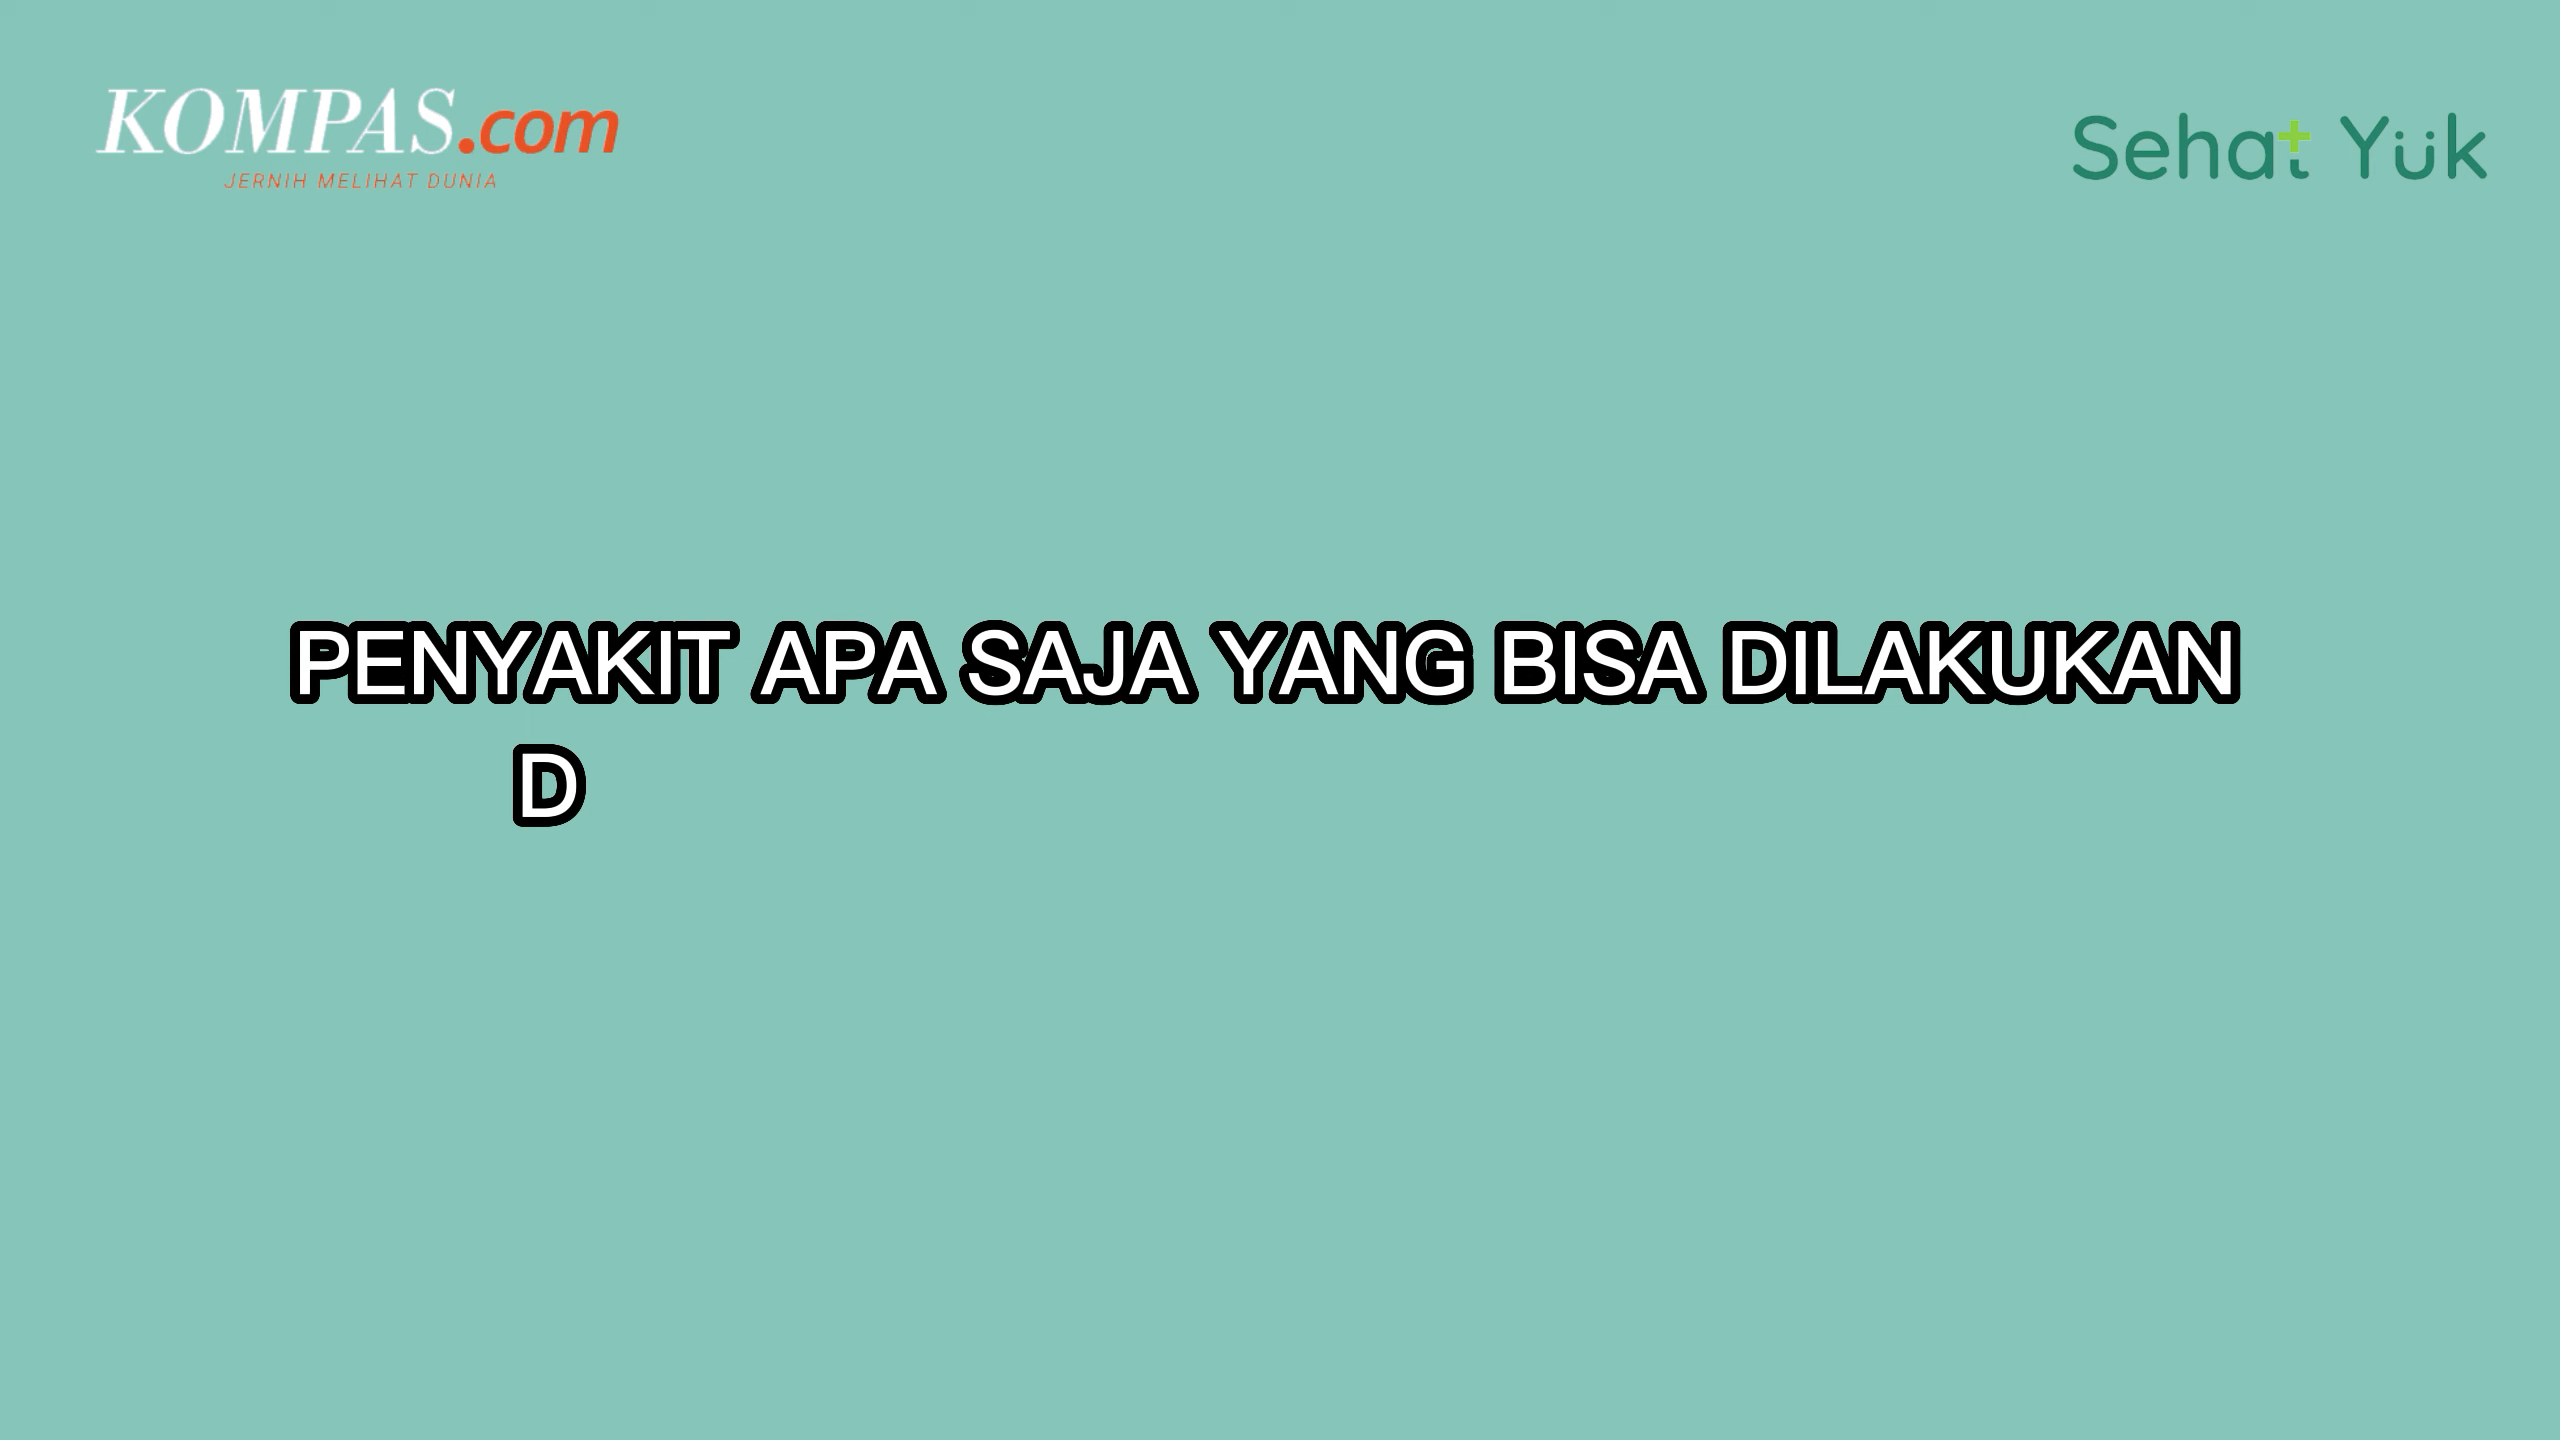 KOMPAS.com
JERNIH MELIHAT DUNIA
Sehat Yuk
PENYAKIT APA SAJA YANG BISA DILAKUKAN
D